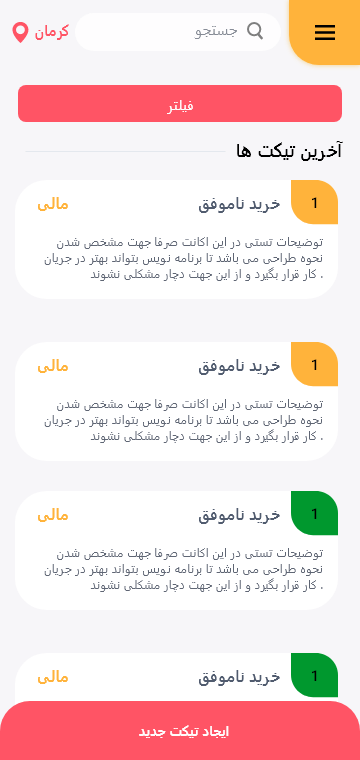 جستجو
کرمان
فیلتر
آخرین تیکت ها
1
خرید ناموفق
مالی
توضیحات تستی در این اکانت صرفا جهت مشخص شدن
نحوه طراحی می باشد تا برنامه نویس بتواند بهتر در جریان
کار قرار بگیرد و از این جهت دچار مشکلی نشوند .
1
خرید ناموفق
مالی
توضیحات تستی در این اکانت صرفا جهت مشخص شدن
نحوه طراحی می باشد تا برنامه نویس بتواند بهتر در جریان
کار قرار بگیرد و از این جهت دچار مشکلی نشوند .
1
خرید ناموفق
مالی
توضیحات تستی در این اکانت صرفا جهت مشخص شدن
نحوه طراحی می باشد تا برنامه نویس بتواند بهتر در جریان
کار قرار بگیرد و از این جهت دچار مشکلی نشوند .
1
خرید ناموفق
مالی
ایجاد تیکت جدید